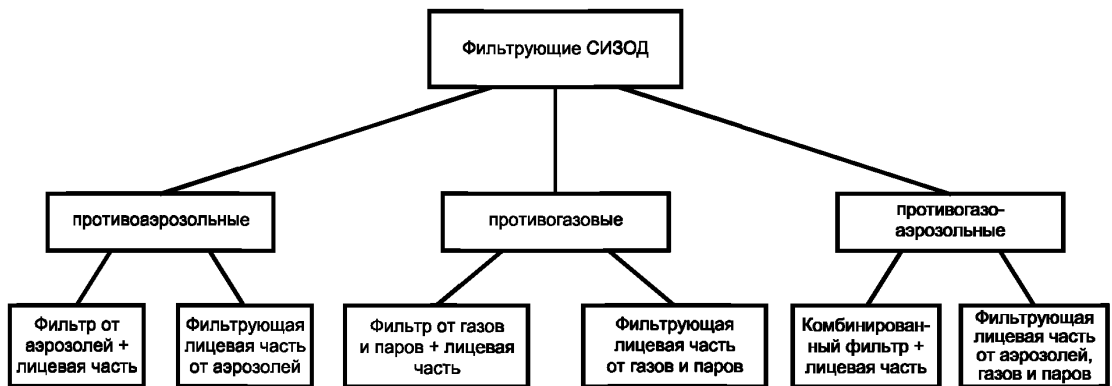 Фильтрующие СИЗОД
противоаэрозольные
противогазовые
противогазо-
аэрозольные
Фильтр от
аэрозолей +
лицевая часть
Фильтрующая
лицевая часть
от аэрозолей
Фильтр от газов
и паров + лицевая
часть
Фильтрующая
лицевая часть
от газов и паров
Комбинирован-
ный фильтр +
лицевая часть
Фильтрующая
лицевая часть
от аэрозолей,
газов и паров